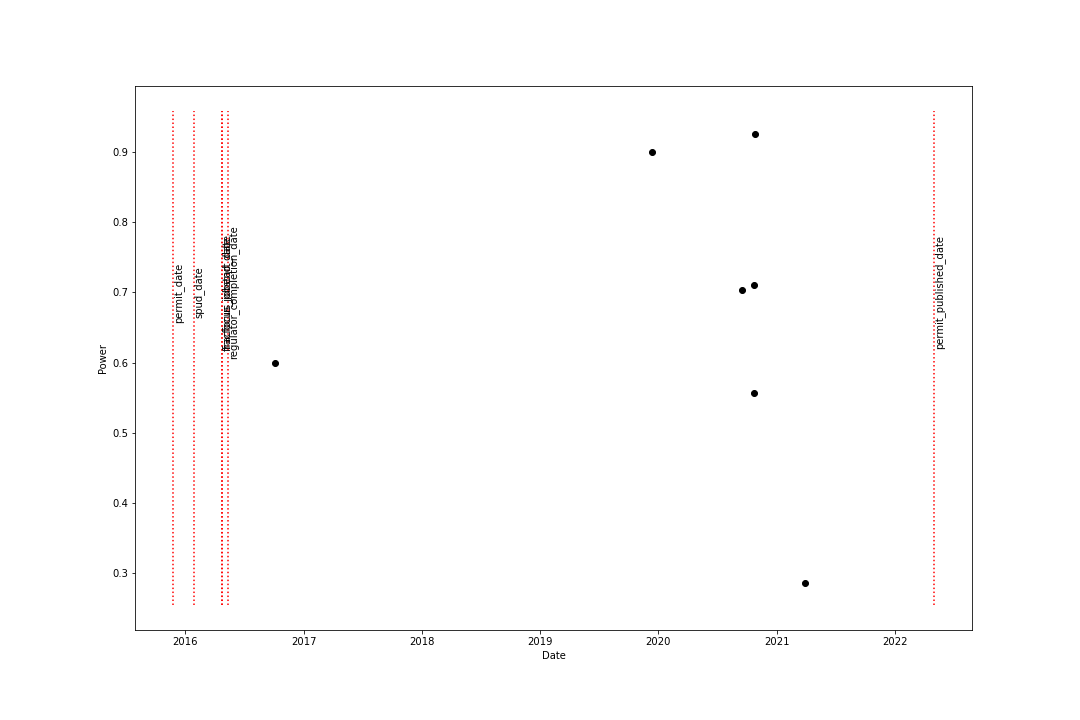 0.9
0.8
0.7
0.6
0.5
0.4
0.3
Power
permit_date
spud_date
regulator_completion_date
permit_published_date
2016
2017
2018
2019
2020
2021
2022
Date